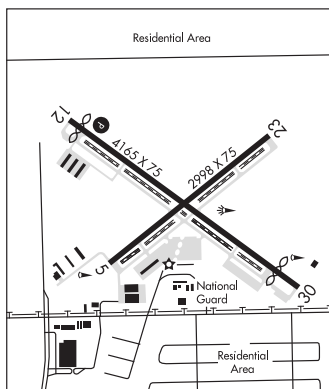 Residential Area
12
P
4165 X 75
2998 X 75
23
5
National
Guard
30
Residential
Area